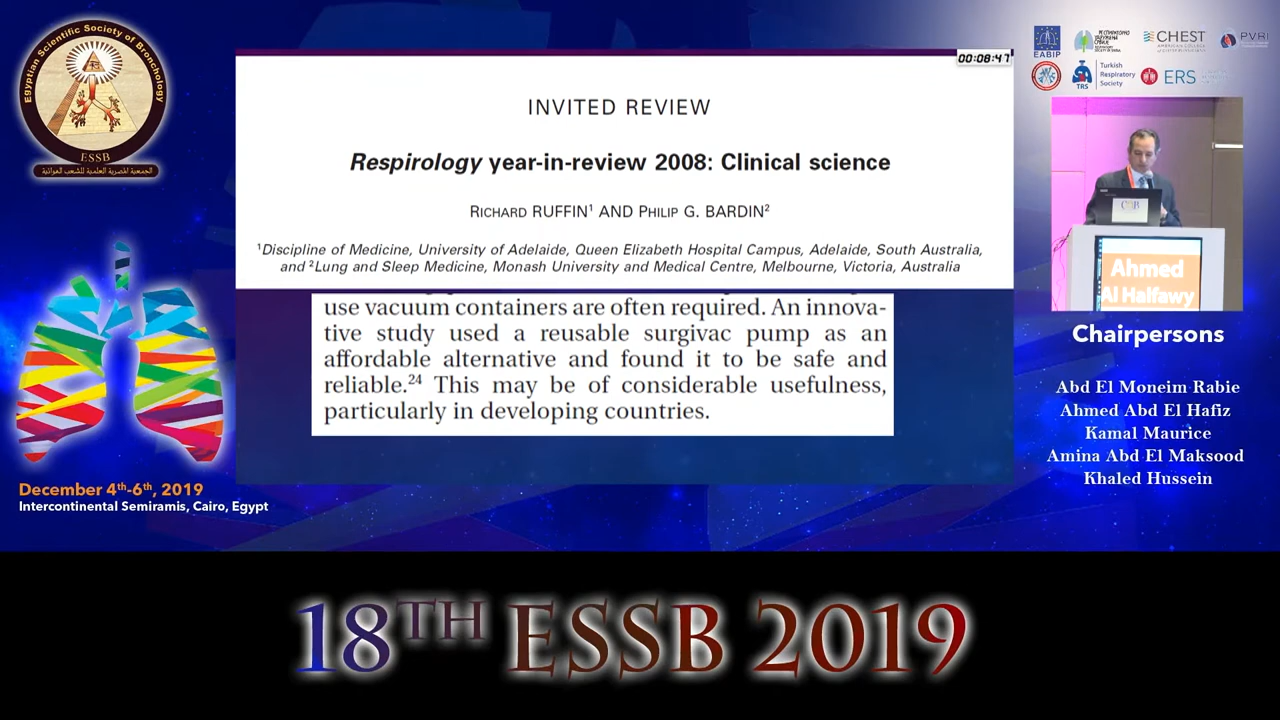 Egyptian Scientific Society of Bronchology
ESSB
الجمعية المصرية العلمية للشعب الهوائية
00:08:47
INVITED REVIEW
Respirology year-in-review 2008: Clinical science
RICHARD RUFFIN¹ AND PHILIP G. BARDIN²
¹Discipline of Medicine, University of Adelaide, Queen Elizabeth Hospital Campus, Adelaide, South Australia,
and ²Lung and Sleep Medicine, Monash University and Medical Centre, Melbourne, Victoria, Australia
use vacuum containers are often required. An innova-
tive study used a reusable surgivac pump as an
affordable alternative and found it to be safe and
reliable.²⁴ This may be of considerable usefulness,
particularly in developing countries.
EABIP
CHEST
PVRI
TRS
Turkish
Respiratory
Society
ERS
Ahmed
Al Halfawy
Chairpersons
Abd El Moneim Rabie
Ahmed Abd El Hafiz
Kamal Maurice
Amina Abd El Maksood
Khaled Hussein
December 4th-6th, 2019
Intercontinental Semiramis, Cairo, Egypt
18TH ESSB 2019